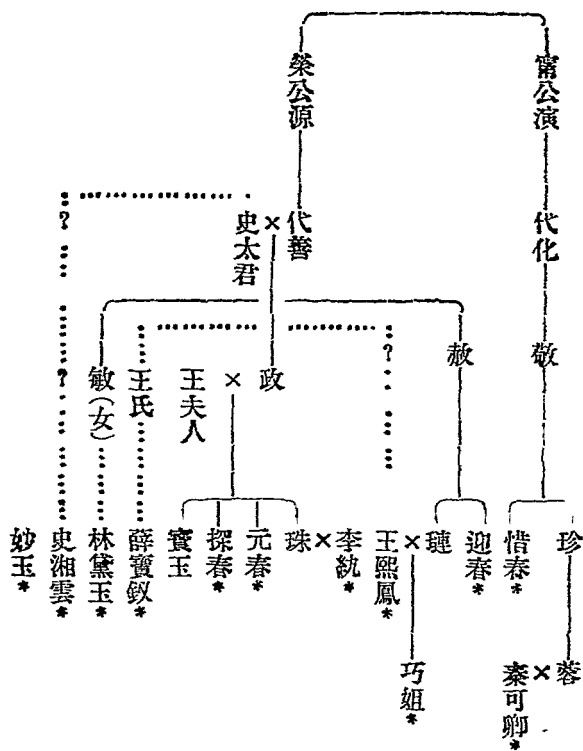 甯公演
代化
敬
珍
惜春*
蓉
×
秦可卿*
榮公源
代善
×
史太君
赦
迎春*
璉
×
王熙鳳*
巧姐*
政
×
王夫人
珠
×
李紈*
元春*
探春*
寶玉
?
王氏
薛寶釵*
敏(女)
林黛玉*
?
?
史湘雲*
妙玉*